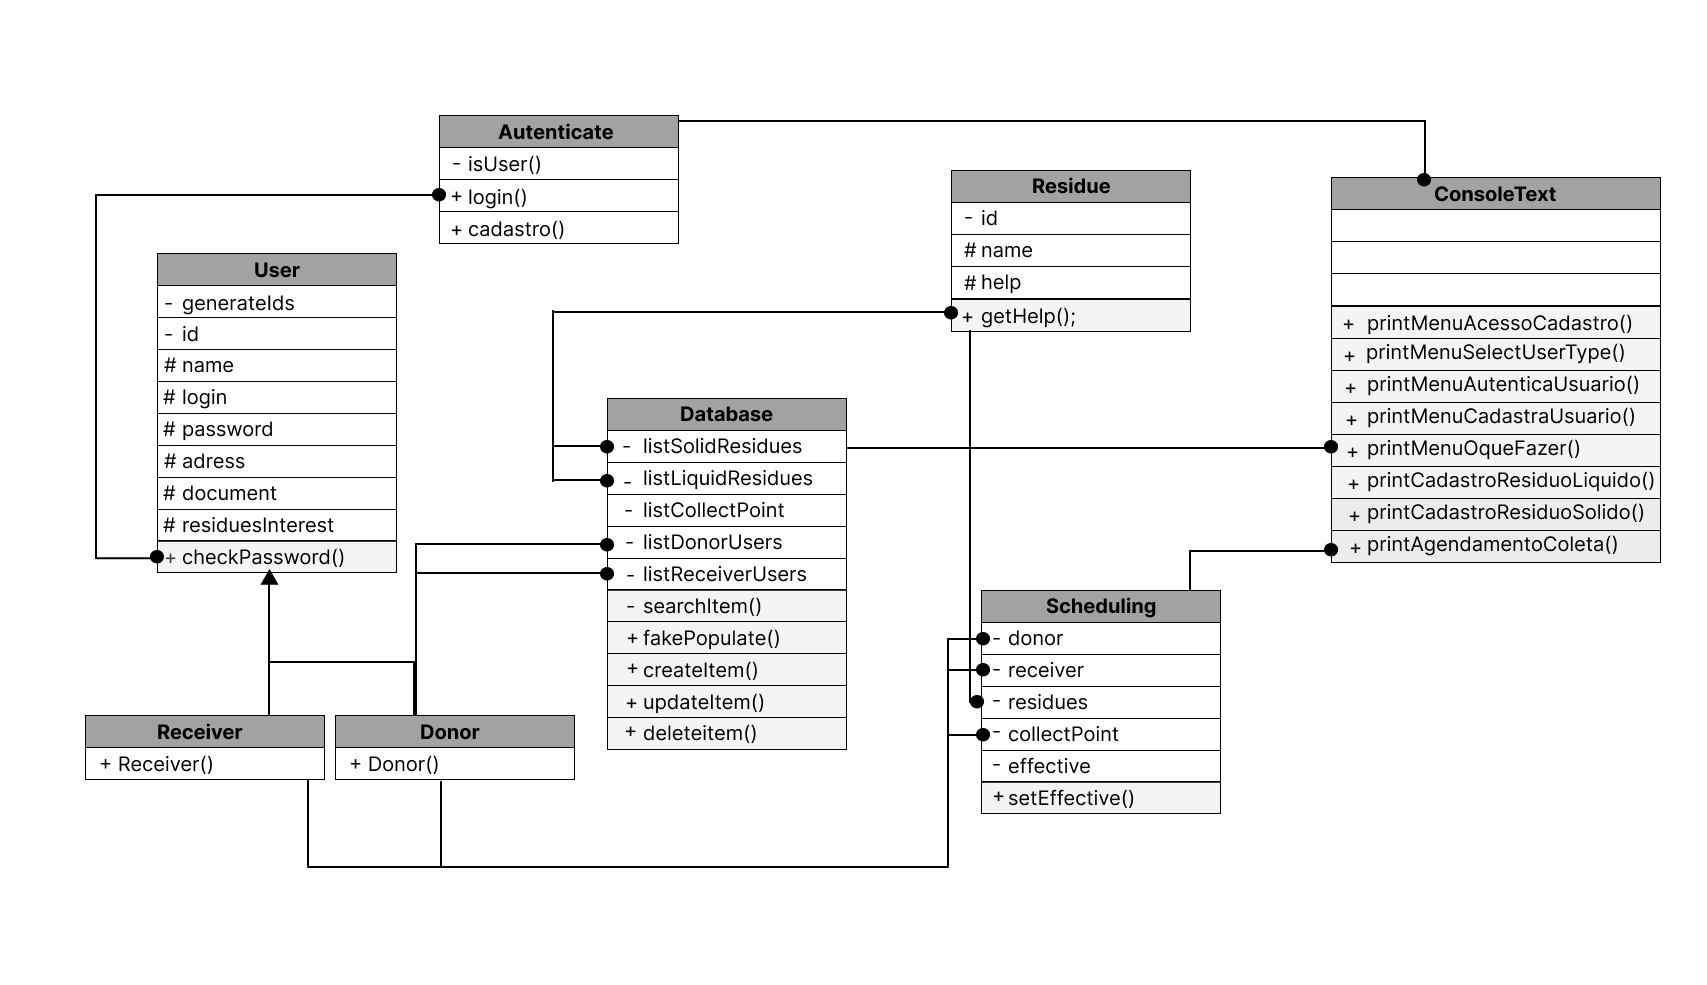 Autenticate
- isUser()
+ login()
+ cadastro()
User
- generateIds
- id
# name
# login
# password
# adress
# document
# residuesInterest
+ checkPassword()
Receiver
+ Receiver()
Donor
+ Donor()
Database
- listSolidResidues
- listLiquidResidues
- listCollectPoint
- listDonorUsers
- listReceiverUsers
- searchItem()
+ fakePopulate()
+ createItem()
+ updateItem()
+ deleteitem()
Residue
- id
# name
# help
+ getHelp();
Scheduling
- donor
- receiver
- residues
- collectPoint
- effective
+ setEffective()
ConsoleText
+ printMenuAcessoCadastro()
+ printMenuSelectUserType()
+ printMenuAutenticaUsuario()
+ printMenuCadastraUsuario()
+ printMenuOqueFazer()
+ printCadastroResiduoLiquido()
+ printCadastroResiduoSolido()
+ printAgendamentoColeta()